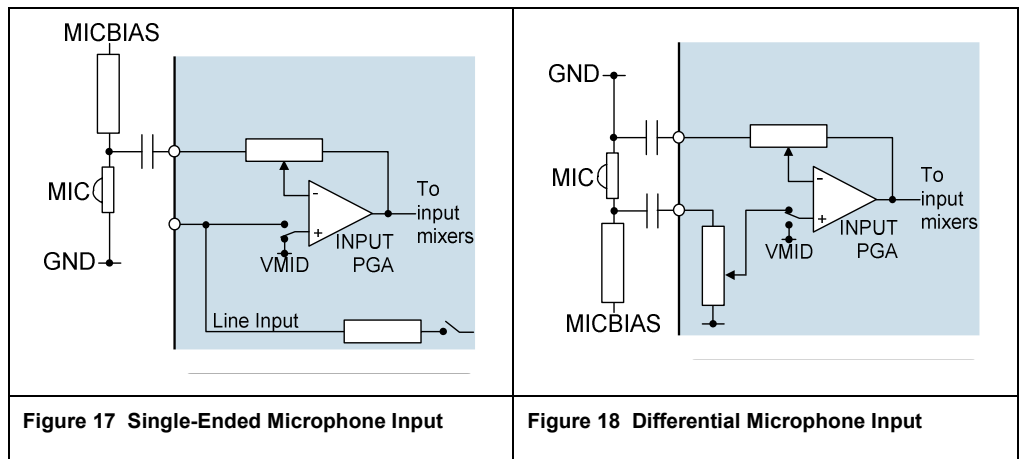 MICBIAS
MIC
GND
-
+
VMID
INPUT
PGA
To
input
mixers
Line Input
GND
MIC
MICBIAS
-
+
VMID
INPUT
PGA
To
input
mixers
Figure 17 Single-Ended Microphone Input
Figure 18 Differential Microphone Input